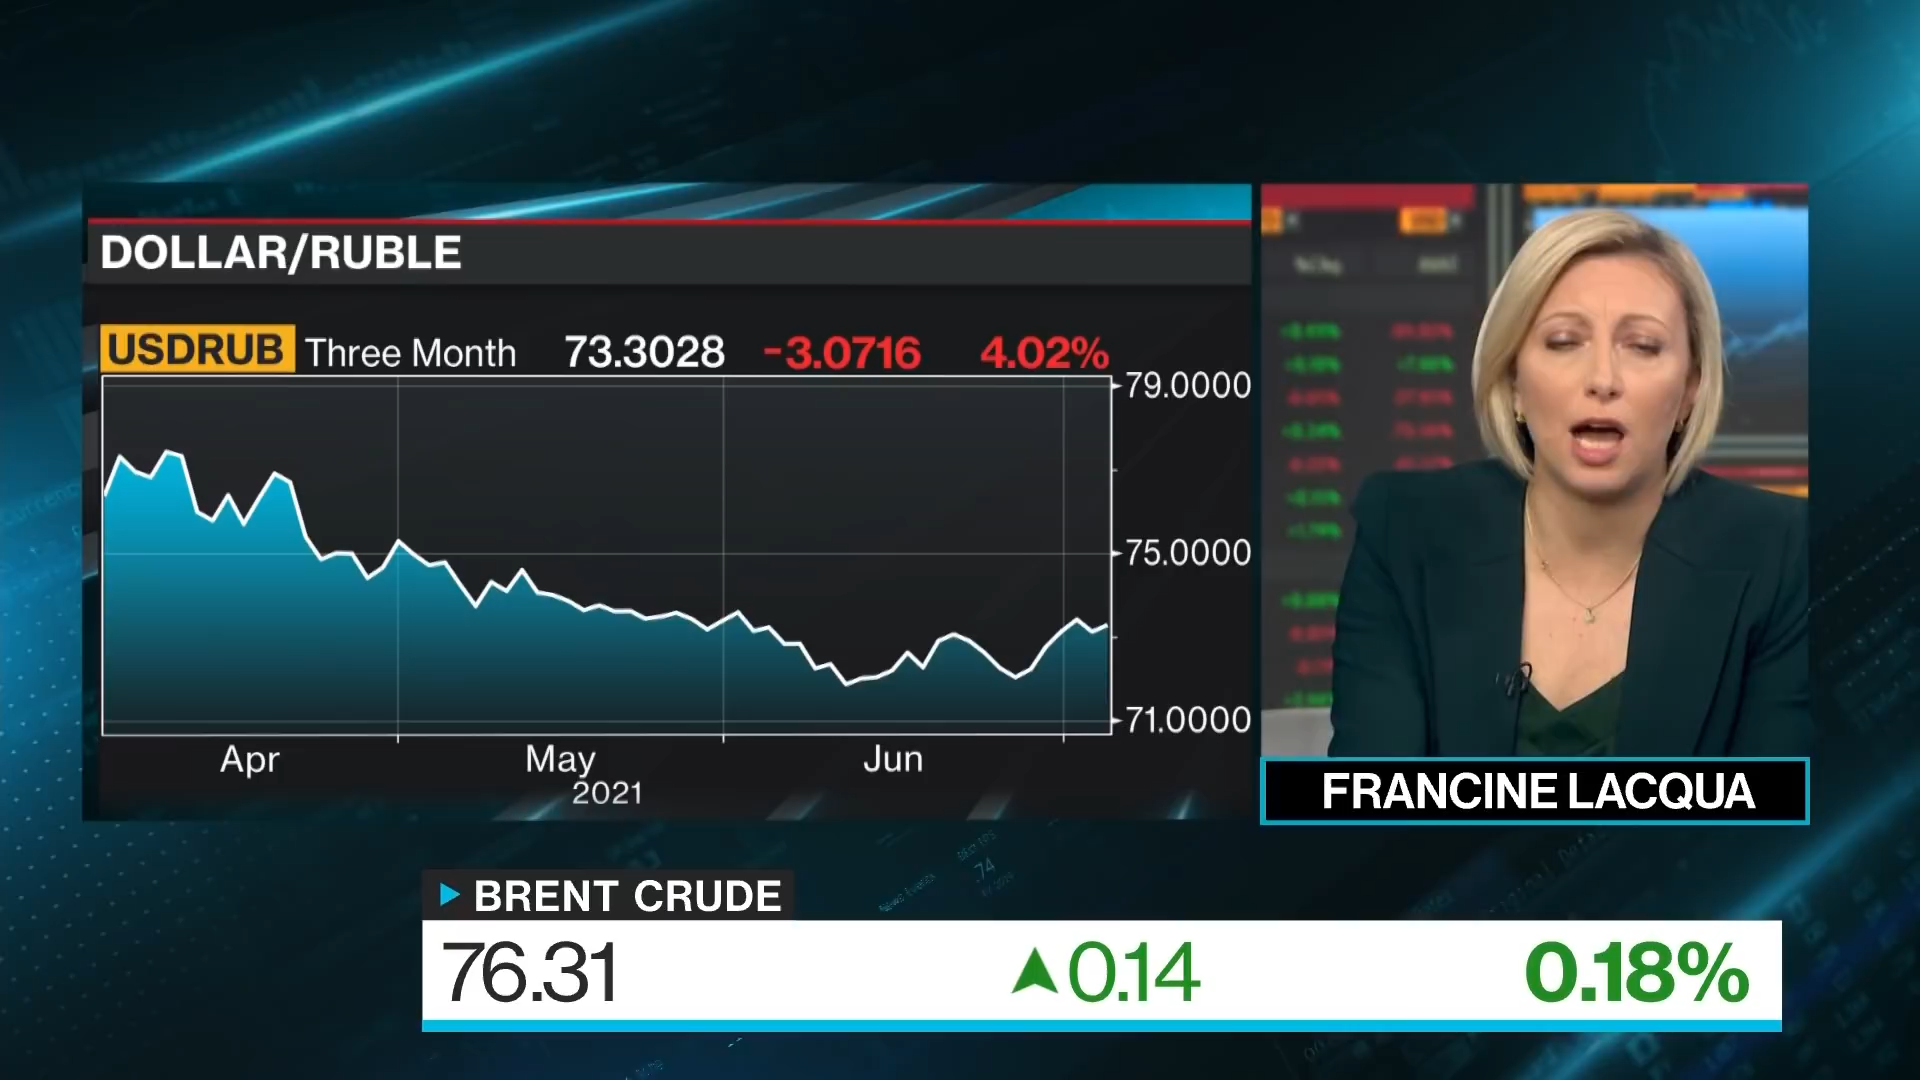 DOLLAR/RUBLE
USDRUB Three Month 73.3028 -3.0716 4.02%
79.0000
75.0000
71.0000
Apr May Jun
2021
FRANCINE LACQUA
BRENT CRUDE
76.31 ▲0.14 0.18%